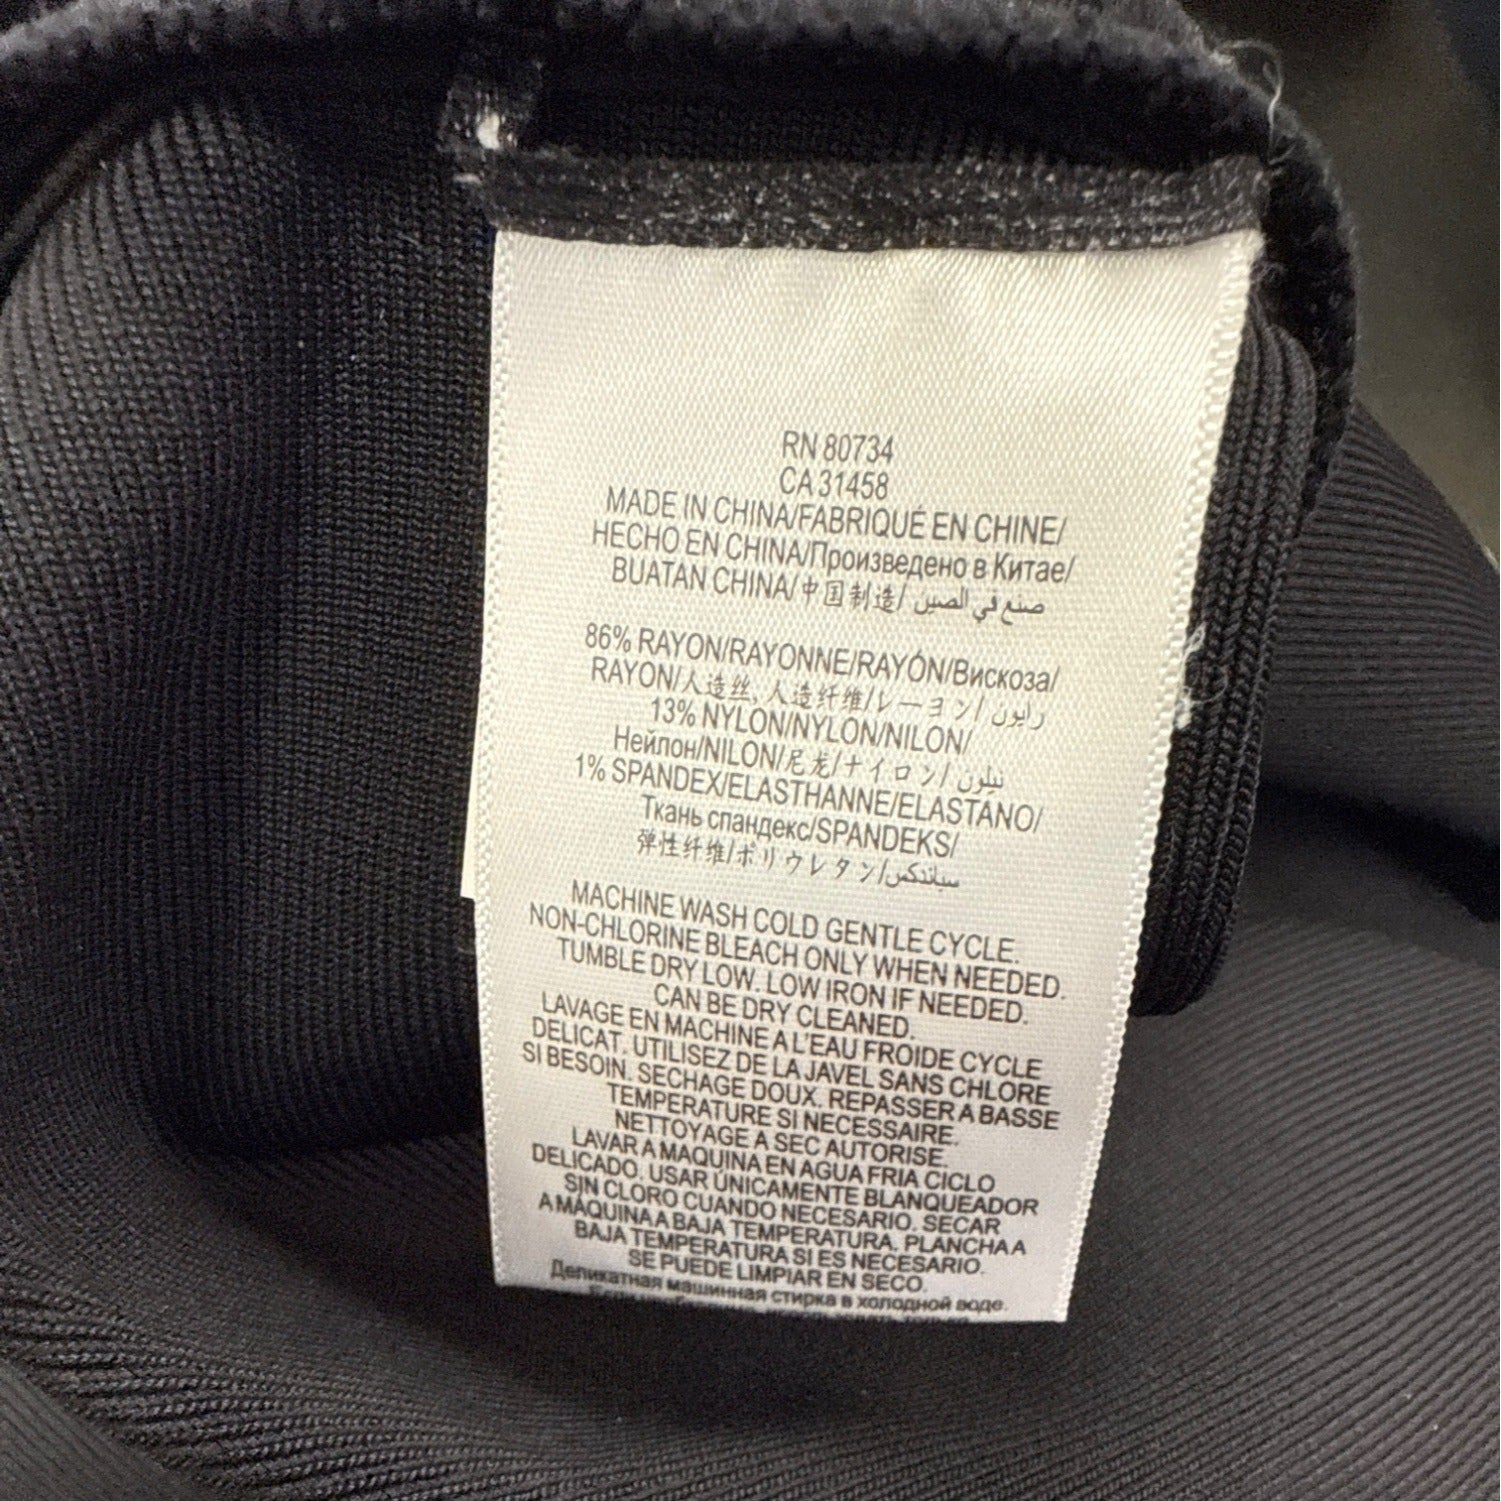 RN 80734
CA 31458
MADE IN CHINA/FABRIQUÉ EN CHINE/
HECHO EN CHINA/Произведено в Китае/
BUATAN CHINA/中国制造/ صنع في الصين
86% RAYON/RAYONNE/RAYÓN/Вискоза/
RAYON/人造丝, 人造纤维/レーヨン/ رايون
13% NYLON/NYLON/NILON/
Нейлон/NILON/尼龙/ナイロン/ نيلون
1% SPANDEX/ELASTHANNE/ELASTANO/
Ткань спандекс/SPANDEKS/
弹性纤维/ポリウレタン/سباندكس
MACHINE WASH COLD GENTLE CYCLE.
NON-CHLORINE BLEACH ONLY WHEN NEEDED.
TUMBLE DRY LOW. LOW IRON IF NEEDED.
CAN BE DRY CLEANED.
LAVAGE EN MACHINE A L'EAU FROIDE CYCLE
DELICAT. UTILISEZ DE LA JAVEL SANS CHLORE
SI BESOIN. SECHAGE DOUX. REPASSER A BASSE
TEMPERATURE SI NECESSAIRE.
NETTOYAGE A SEC AUTORISE.
LAVAR A MAQUINA EN AGUA FRIA CICLO
DELICADO. USAR ÚNICAMENTE BLANQUEADOR
SIN CLORO CUANDO NECESARIO. SECAR
A MÁQUINA A BAJA TEMPERATURA. PLANCHA A
BAJA TEMPERATURA SI ES NECESARIO.
SE PUEDE LIMPIAR EN SECO.
Деликатная машинная стирка в холодной воде.